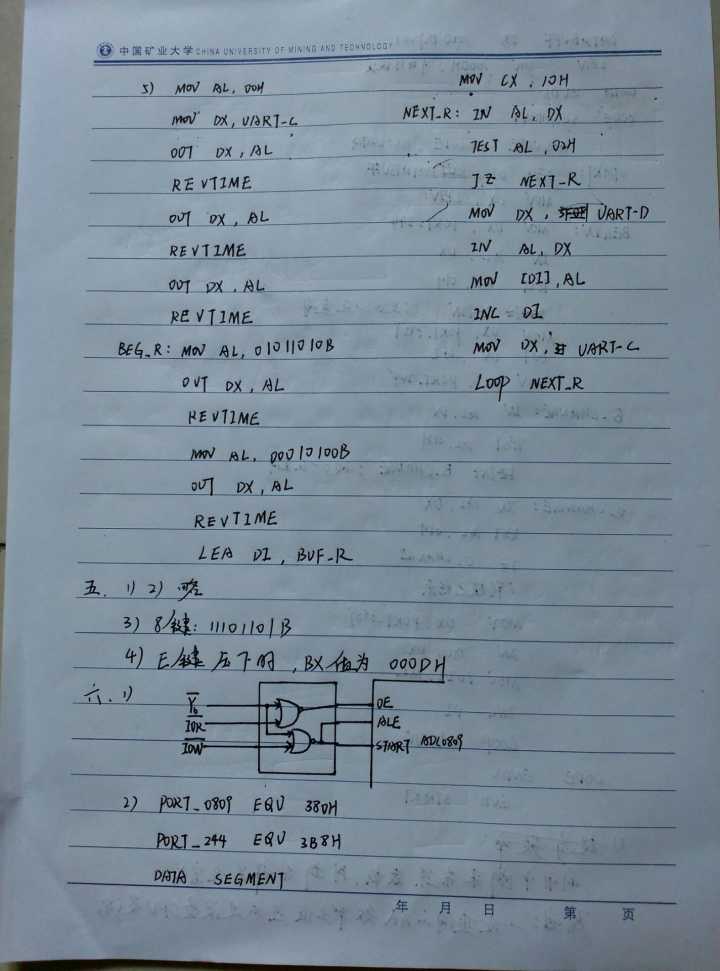 中国矿业大学 CHINA UNIVERSITY OF MINING AND TECHNOLOGY
5) MOV AL, 00H
MOV DX, UART-C
OUT DX, AL
REVTIME
OUT DX, AL
REVTIME
OUT DX, AL
REVTIME
BEG_R: MOV AL, 01011010B
OUT DX, AL
REVTIME
MOV AL, 00010100B
OUT DX, AL
REVTIME
LEA DI, BUF-R
MOV CX, 10H
NEXT_R: IN AL, DX
TEST AL, 02H
JZ NEXT-R
MOV DX, UART-D
IN AL, DX
MOV [DI], AL
INC DI
MOV DX, UART-C
LOOP NEXT_R
五. 1) 2) 略
3) 8键: 11101101B
4) E键压下时, BX值为 000DH
六. 1)
Y0
IOR
IOW
OE
ALE
START ADC0809
2) PORT_0809 EQU 380H
PORT_244 EQU 3B8H
DATA SEGMENT
年 月 日 第 页